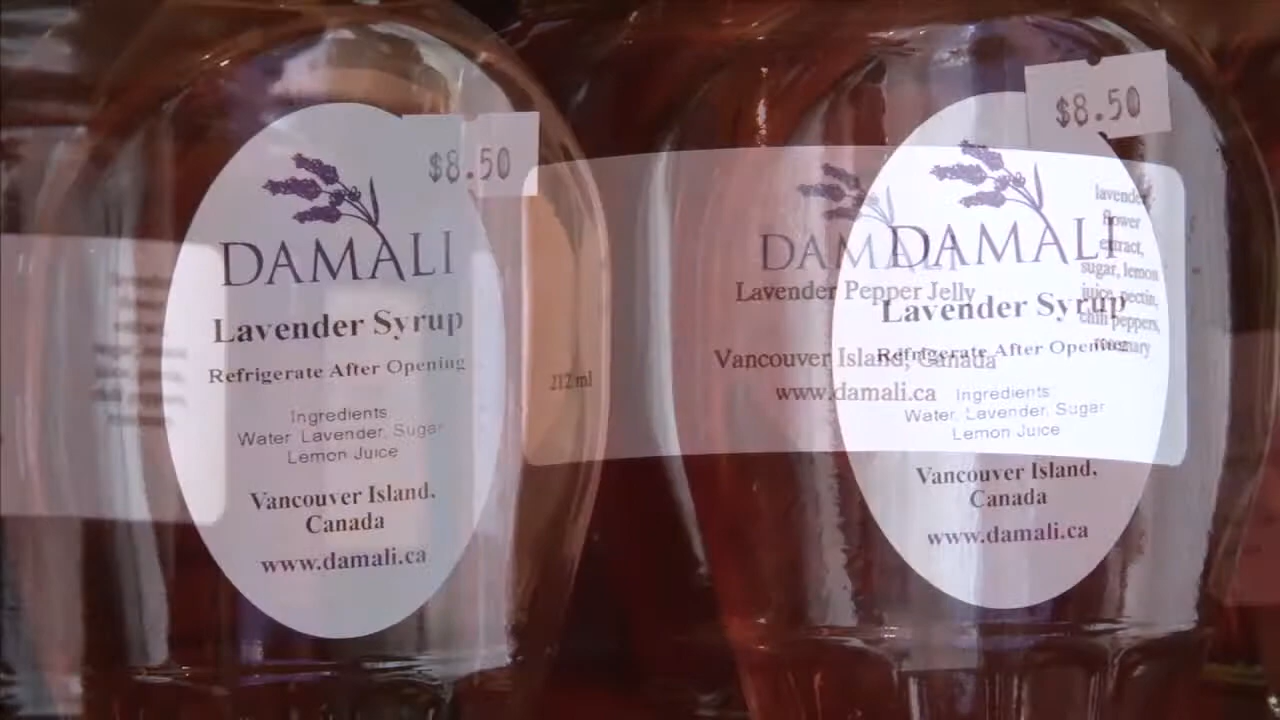 $8.50
DAMALI
Lavender Syrup
Refrigerate After Opening
Ingredients
Water, Lavender, Sugar
Lemon Juice
Vancouver Island,
Canada
www.damali.ca
212 ml
DAMALI
Lavender Pepper Jelly
Vancouver Island, Canada
www.damali.ca
$8.50
DAMALI
Lavender Syrup
Refrigerate After Opening
Ingredients
Water, Lavender, Sugar
Lemon Juice
Vancouver Island,
Canada
www.damali.ca
lavender
flower
extract,
sugar, lemon
juice, pectin,
chili peppers,
rosemary